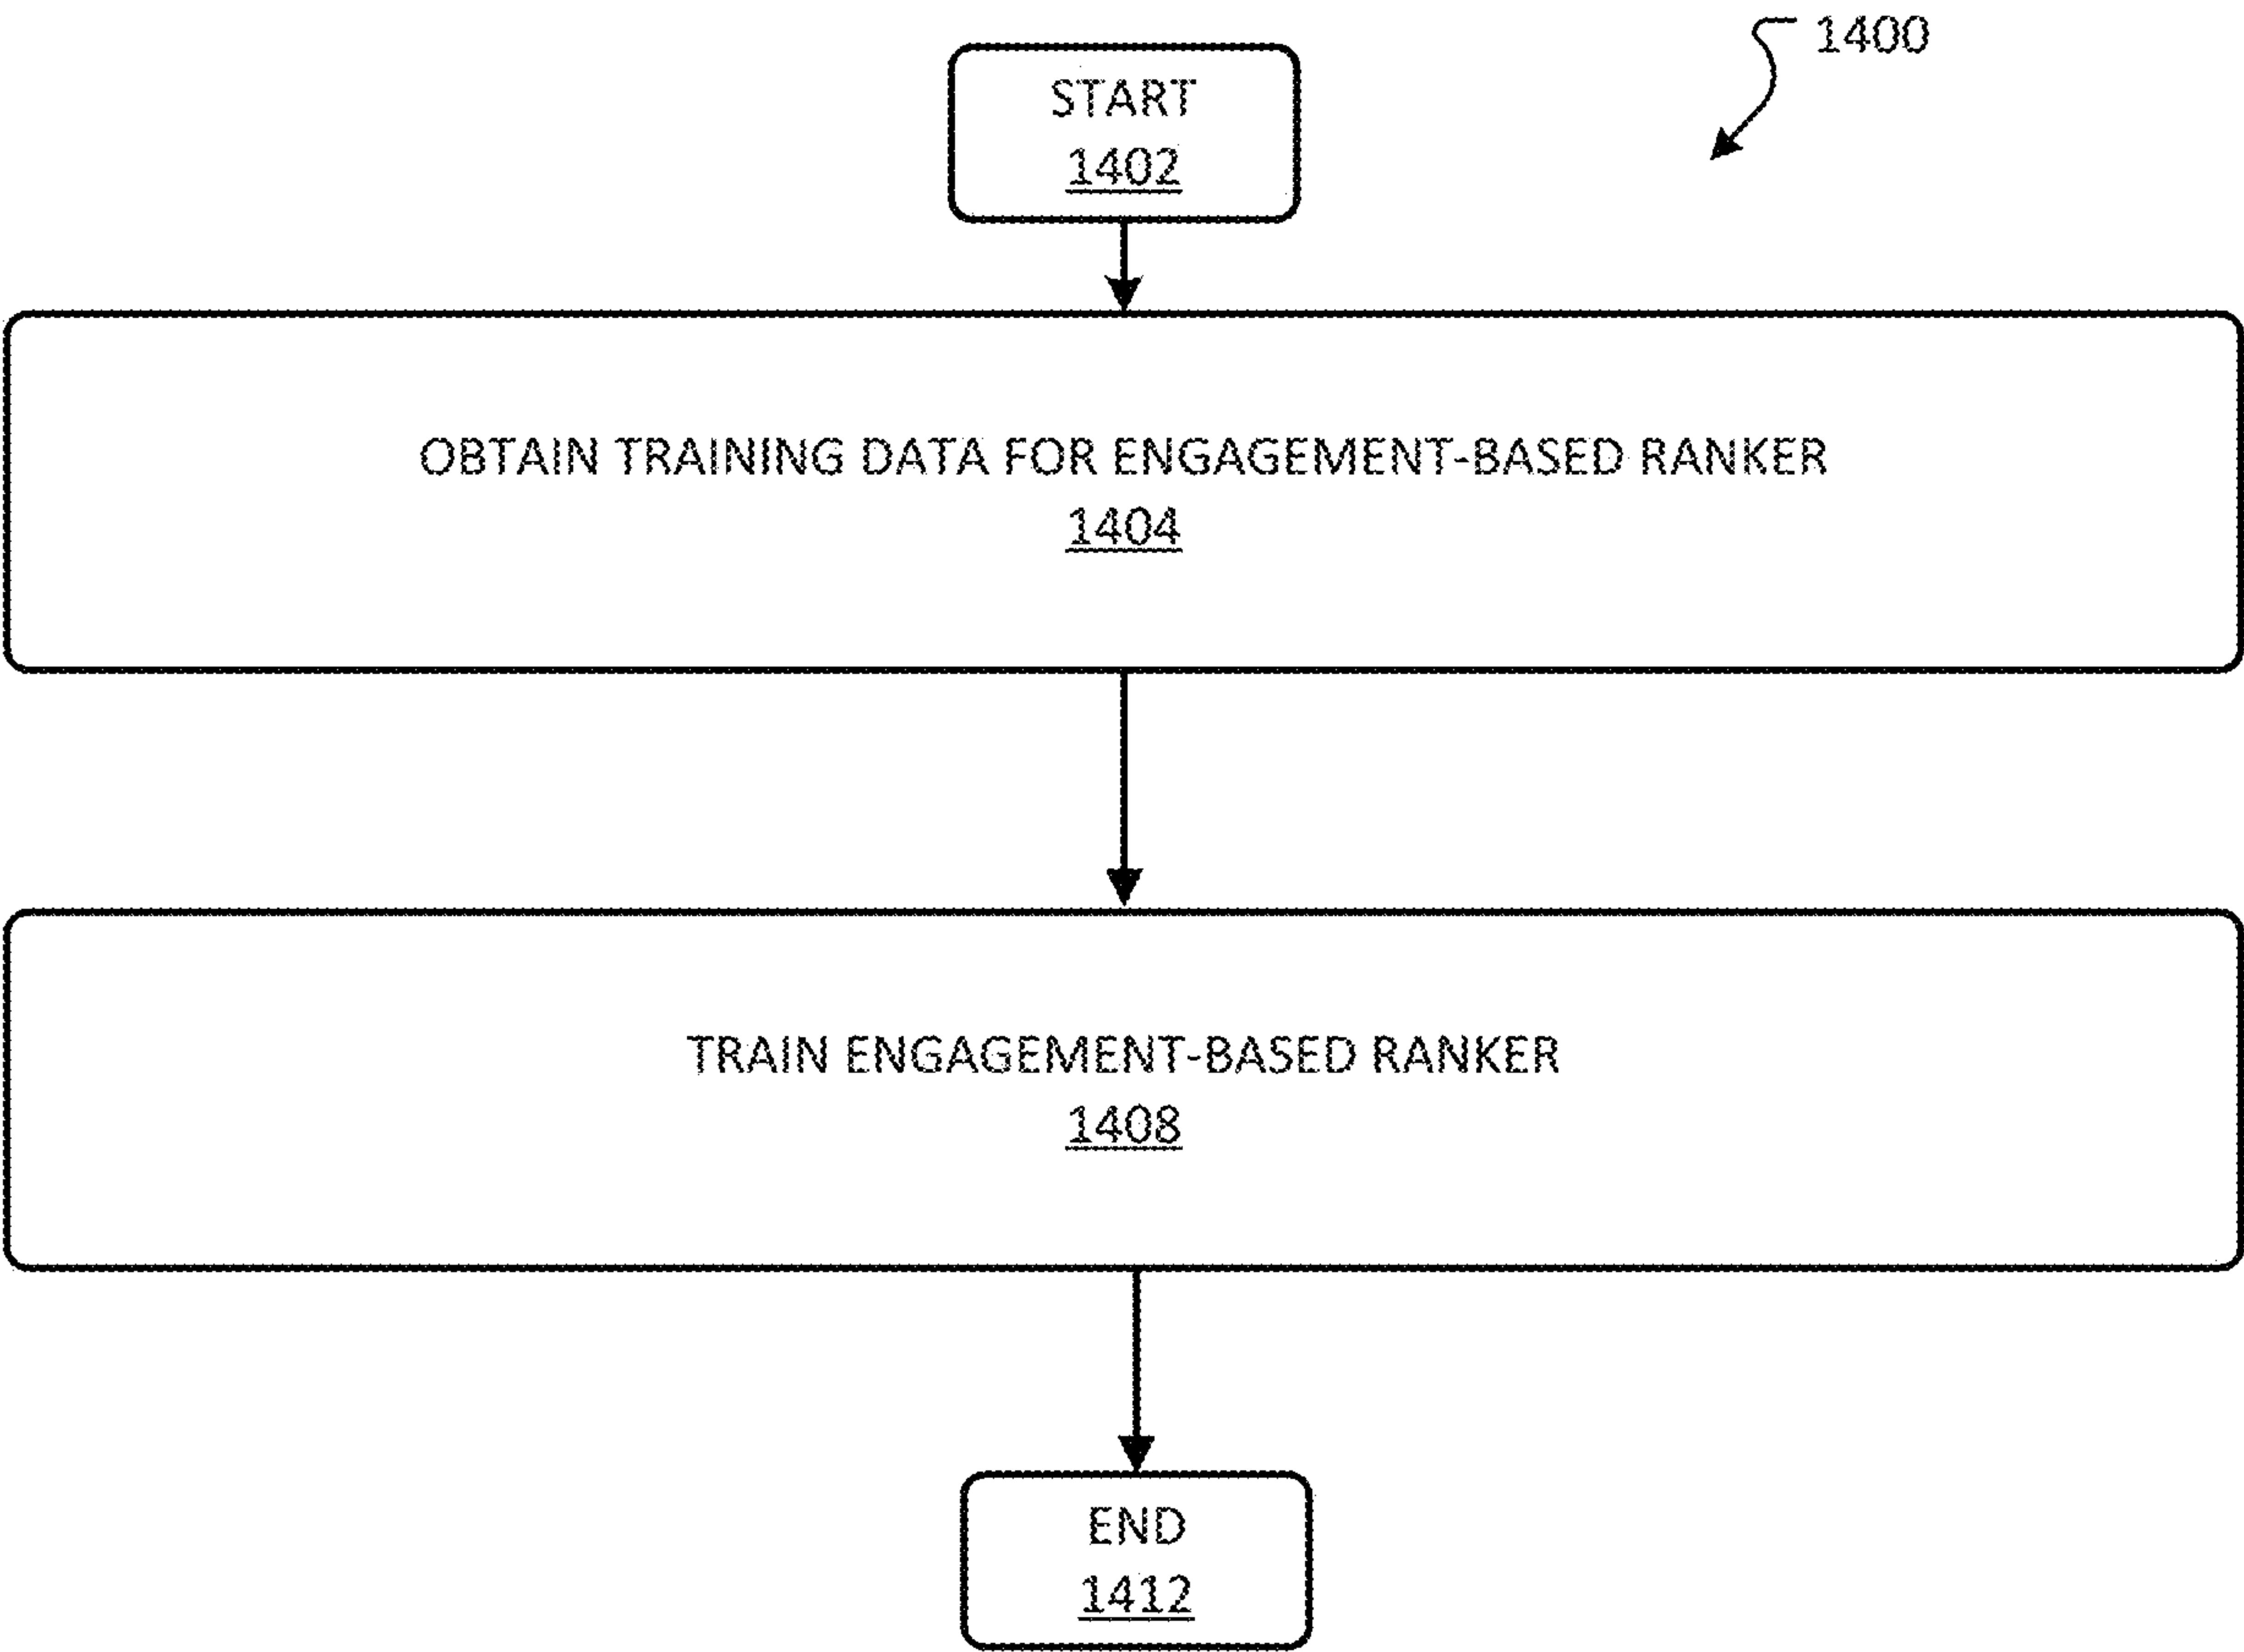 1400
START
1402
OBTAIN TRAINING DATA FOR ENGAGEMENT-BASED RANKER
1404
TRAIN ENGAGEMENT-BASED RANKER
1408
END
1412